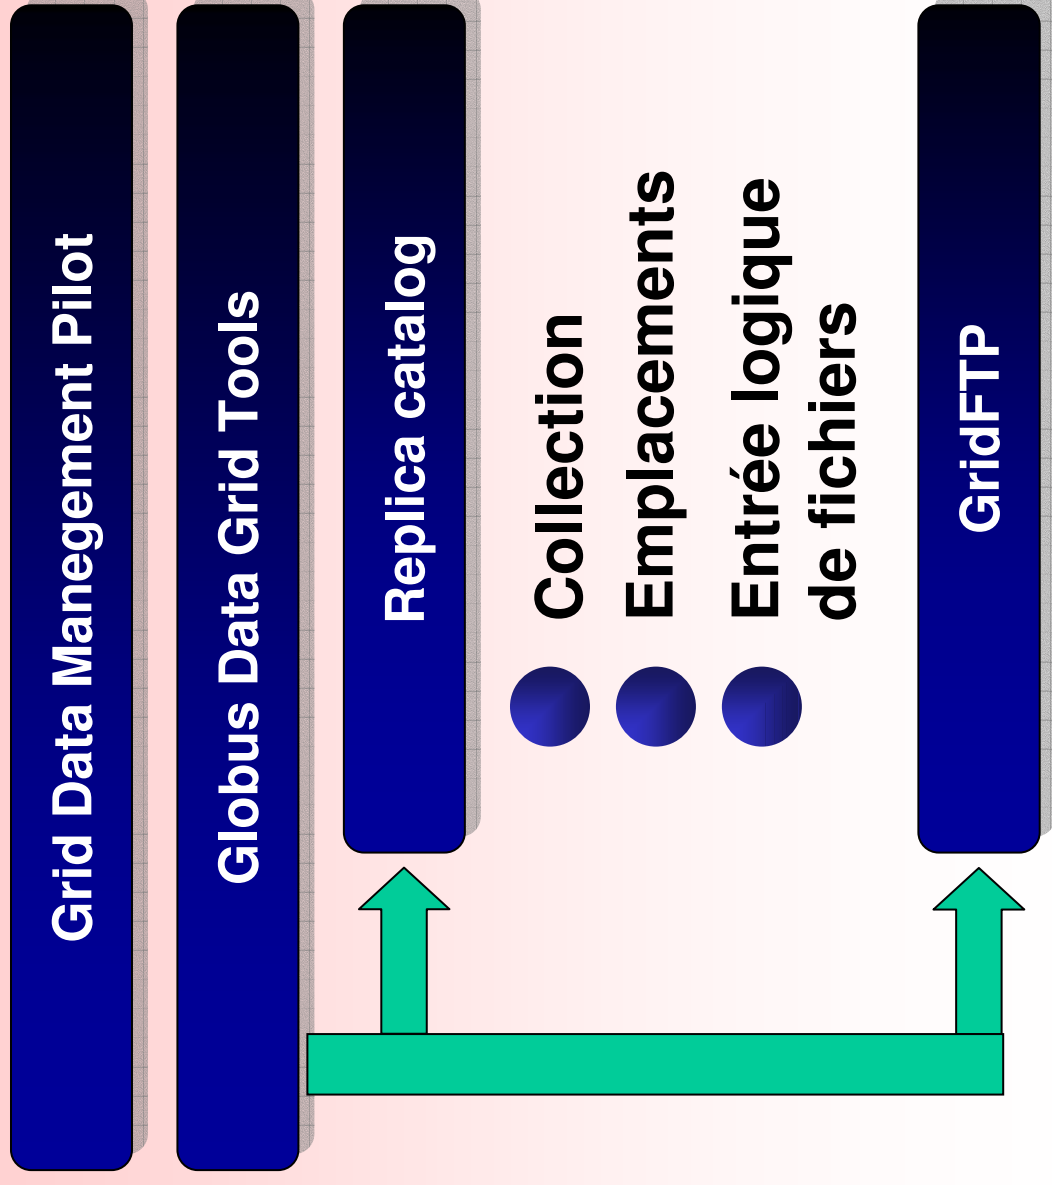 Grid Data Manegement Pilot
Globus Data Grid Tools
Replica catalog
Collection
Emplacements
Entrée logique
de fichiers
GridFTP